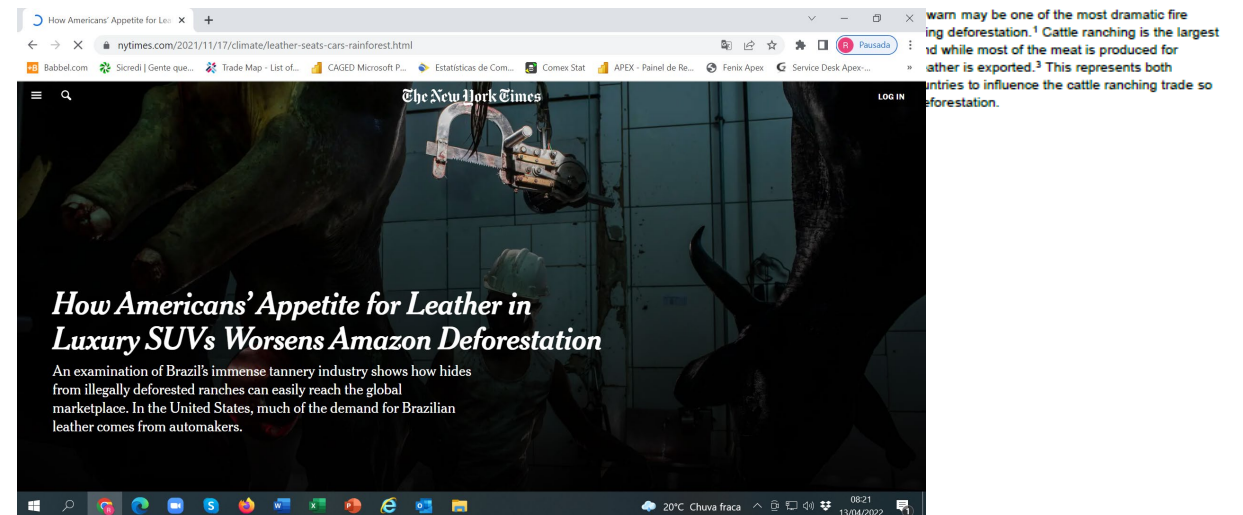 How Americans' Appetite for Lea
nytimes.com/2021/11/17/climate/leather-seats-cars-rainforest.html
Pausada
Babbel.com
Sicredi | Gente que...
Trade Map - List of...
CAGED Microsoft P...
Estatísticas de Com...
Comex Stat
APEX - Painel de Re...
Fenix Apex
Service Desk Apex-...
The New York Times
LOG IN
How Americans' Appetite for Leather in
Luxury SUVs Worsens Amazon Deforestation
An examination of Brazil's immense tannery industry shows how hides
from illegally deforested ranches can easily reach the global
marketplace. In the United States, much of the demand for Brazilian
leather comes from automakers.
20°C Chuva fraca
08:21
13/04/2022
warn may be one of the most dramatic fire
ing deforestation.¹ Cattle ranching is the largest
nd while most of the meat is produced for
eather is exported.³ This represents both
untries to influence the cattle ranching trade so
eforestation.